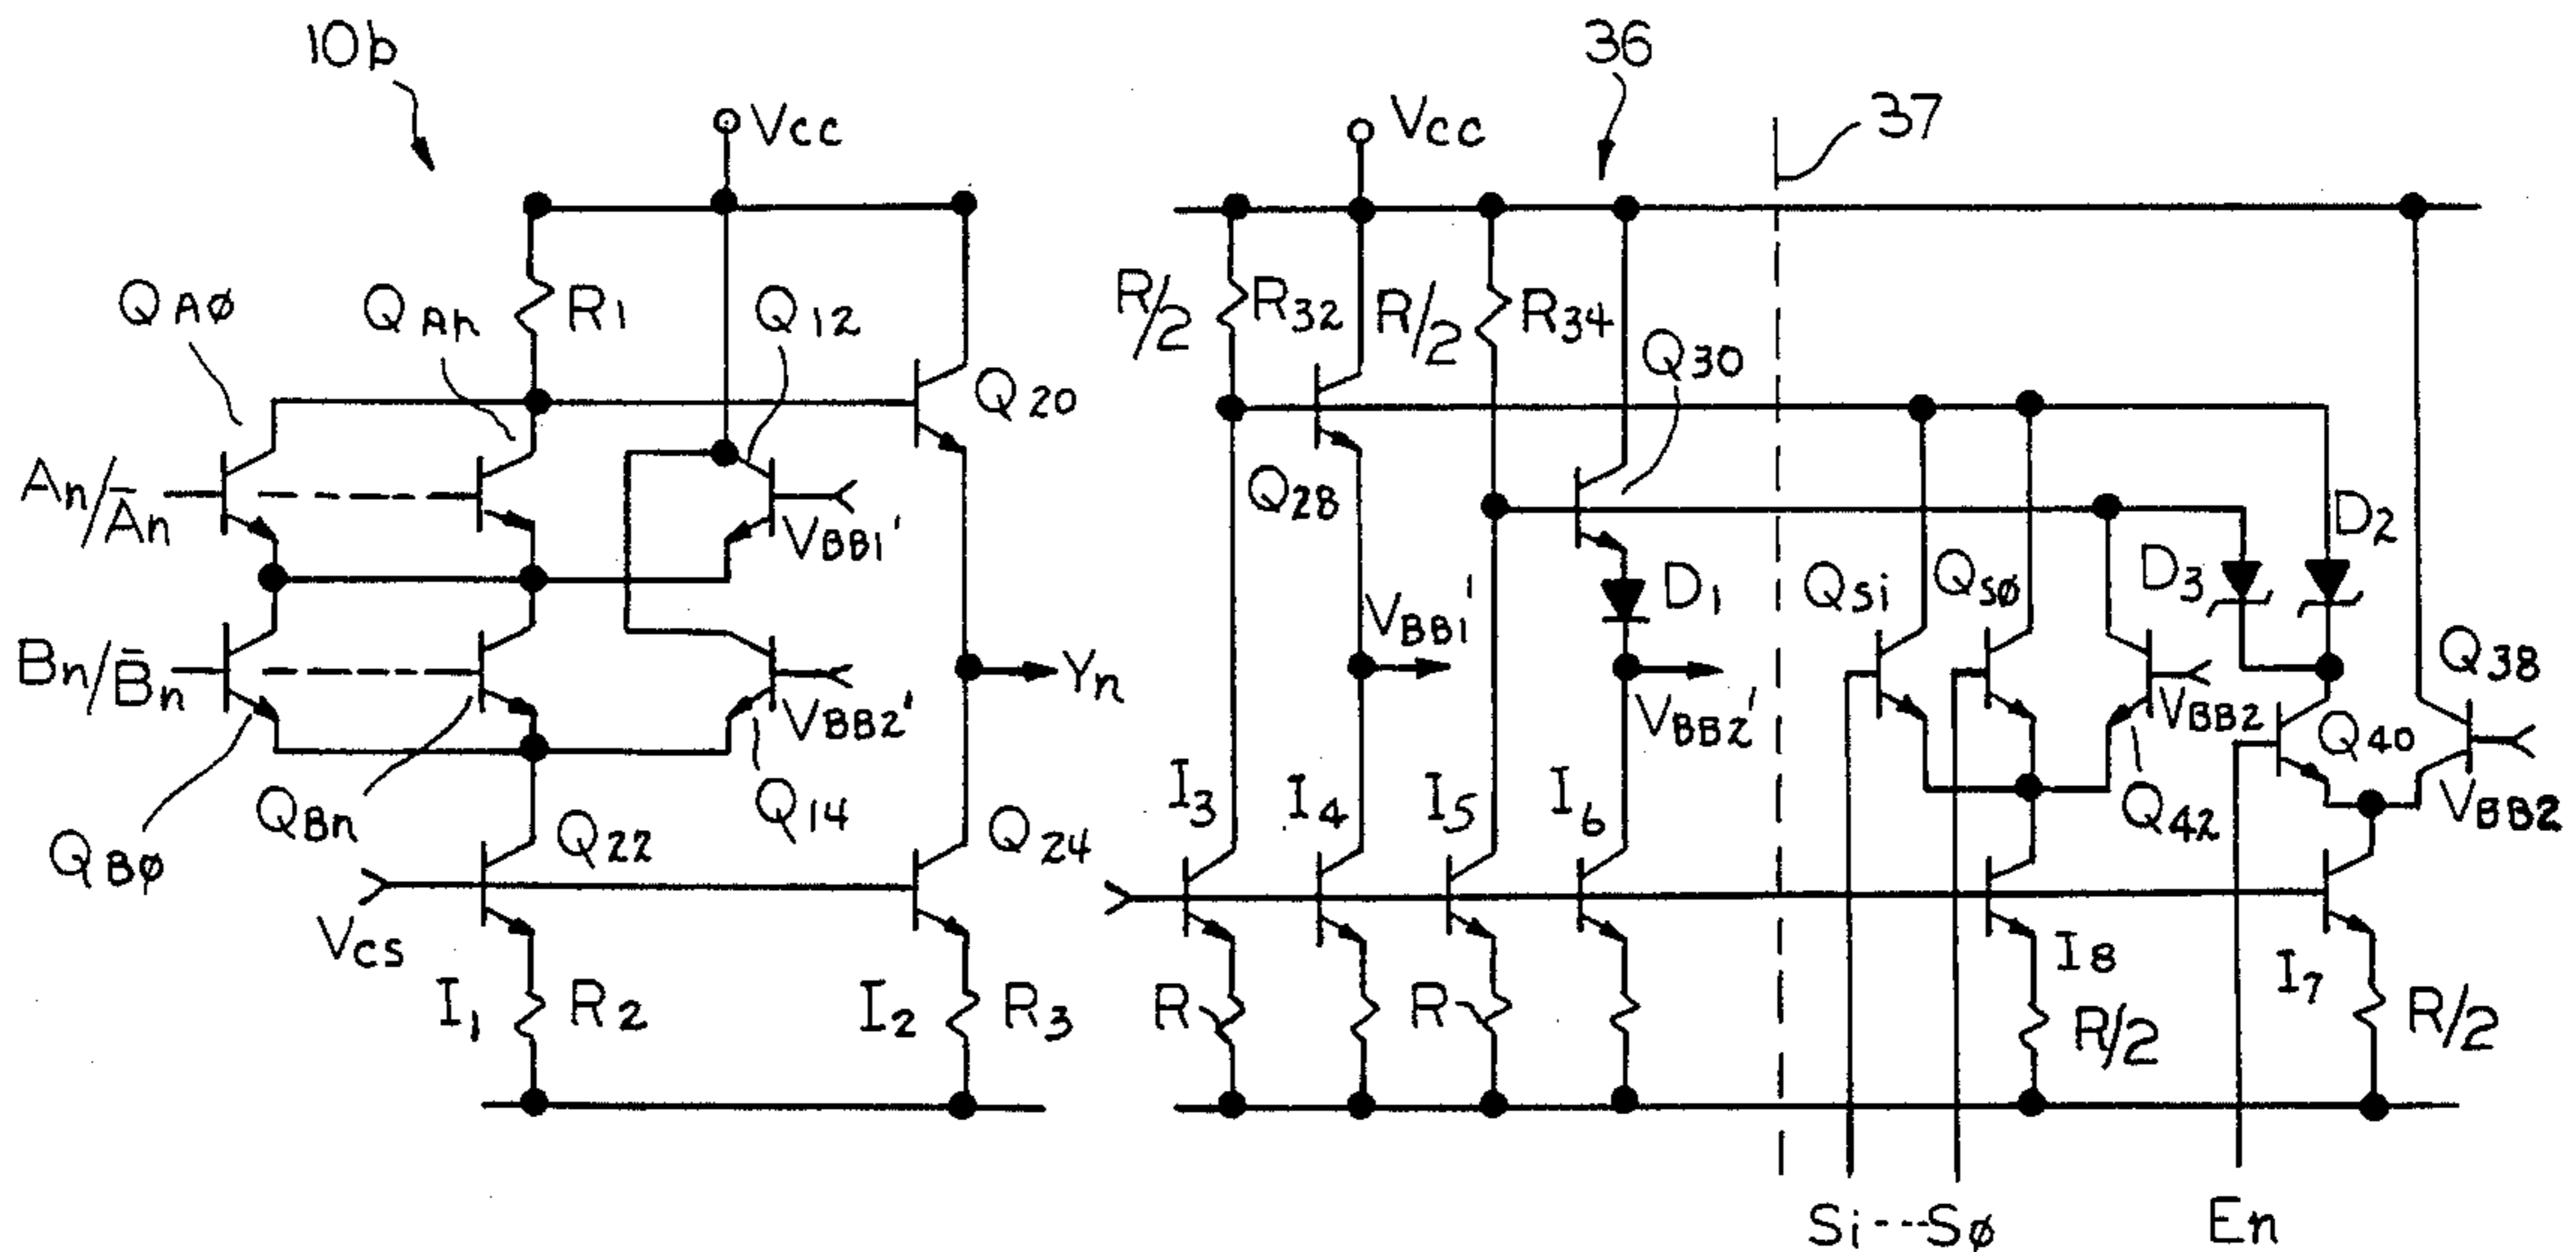 10b
36
Vcc
Vcc
37
QAØ
QAn
R1
Q12
Q20
R/2
R32
R/2
R34
Q30
An/A̅n
VBB1'
Q28
D3
D2
D1
QSi
QSØ
Bn/B̅n
VBB2'
Yn
VBB1'
VBB2'
VBB2
Q38
Q40
QBØ
QBn
Q22
Q14
Q24
I3
I4
I5
I6
Q42
VBB2
Vcs
I1
R2
I2
R3
R
R
I8
R/2
I7
R/2
Si---SØ
En